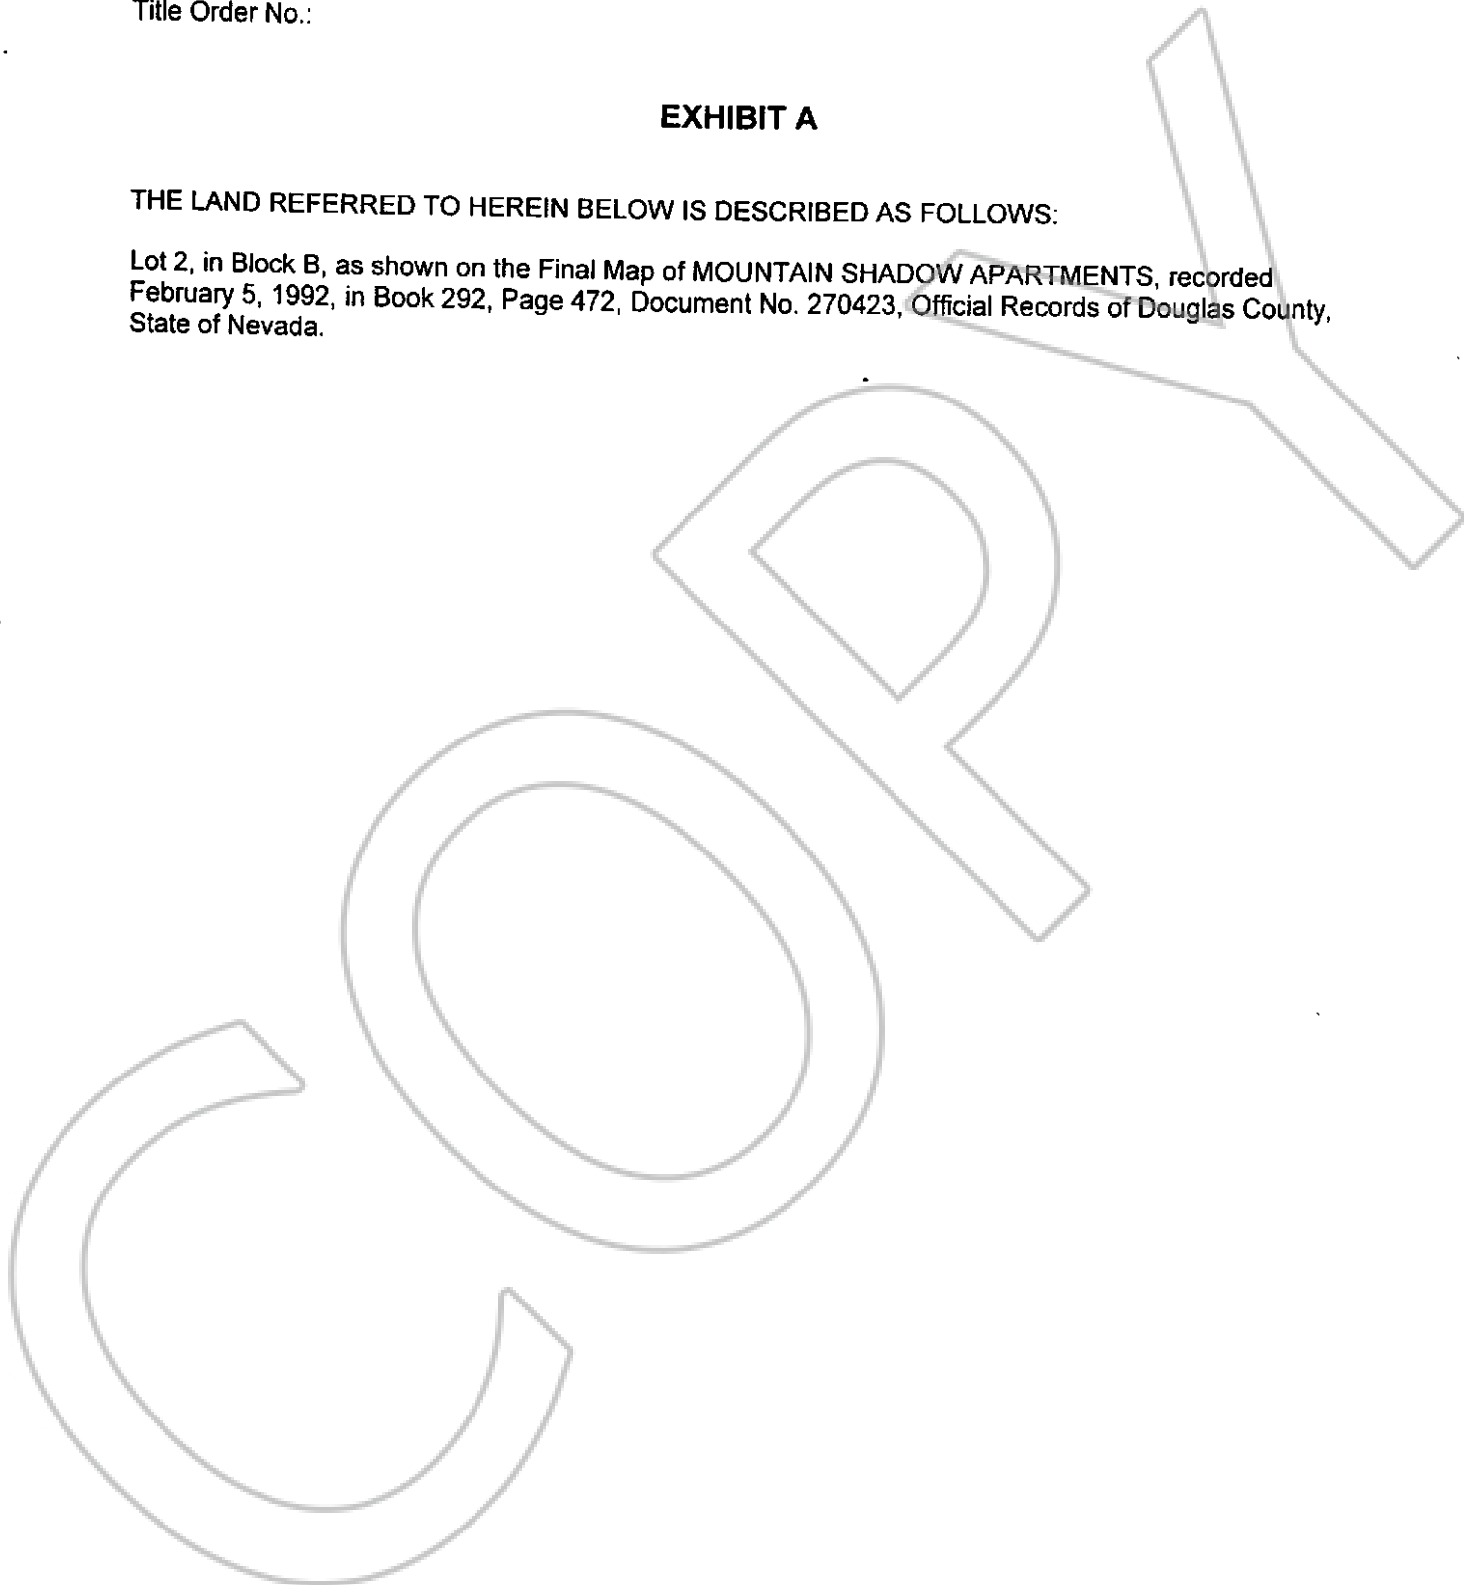 Title Order No.:
EXHIBIT A
THE LAND REFERRED TO HEREIN BELOW IS DESCRIBED AS FOLLOWS:
Lot 2, in Block B, as shown on the Final Map of MOUNTAIN SHADOW APARTMENTS, recorded
February 5, 1992, in Book 292, Page 472, Document No. 270423, Official Records of Douglas County,
State of Nevada.
COPY